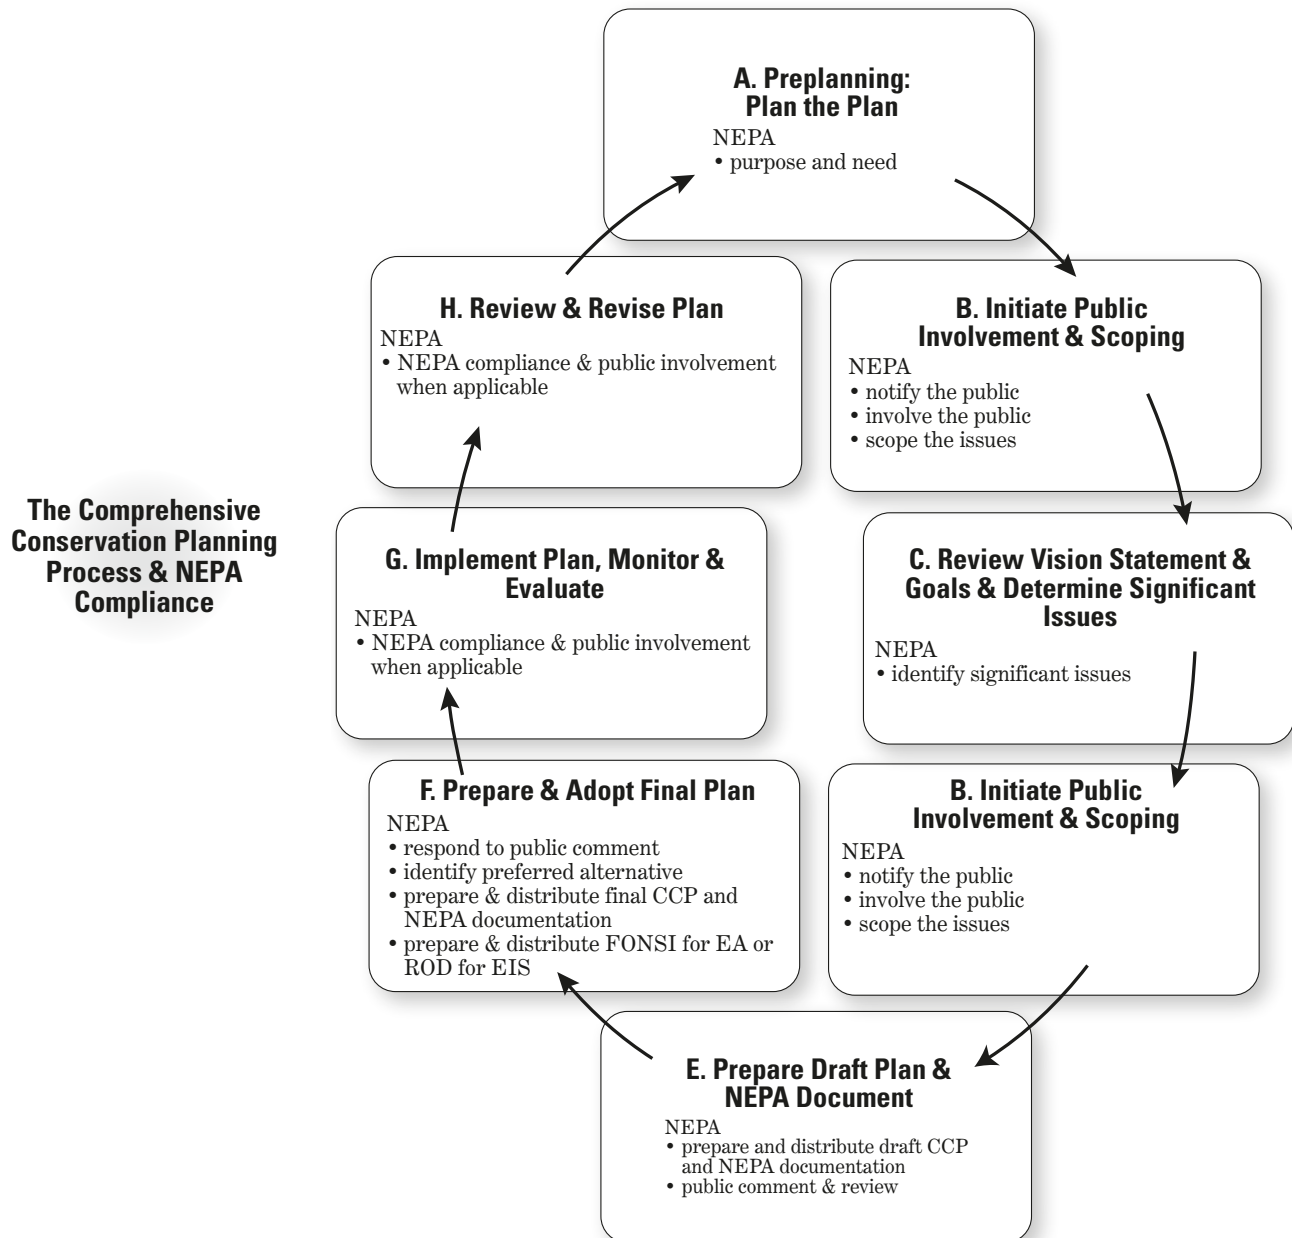 A. Preplanning:
Plan the Plan
NEPA
• purpose and need
B. Initiate Public
Involvement & Scoping
NEPA
• notify the public
• involve the public
• scope the issues
C. Review Vision Statement &
Goals & Determine Significant
Issues
NEPA
• identify significant issues
B. Initiate Public
Involvement & Scoping
NEPA
• notify the public
• involve the public
• scope the issues
E. Prepare Draft Plan &
NEPA Document
NEPA
• prepare and distribute draft CCP
and NEPA documentation
• public comment & review
F. Prepare & Adopt Final Plan
NEPA
• respond to public comment
• identify preferred alternative
• prepare & distribute final CCP and
NEPA documentation
• prepare & distribute FONSI for EA or
ROD for EIS
G. Implement Plan, Monitor &
Evaluate
NEPA
• NEPA compliance & public involvement
when applicable
H. Review & Revise Plan
NEPA
• NEPA compliance & public involvement
when applicable
The Comprehensive
Conservation Planning
Process & NEPA
Compliance